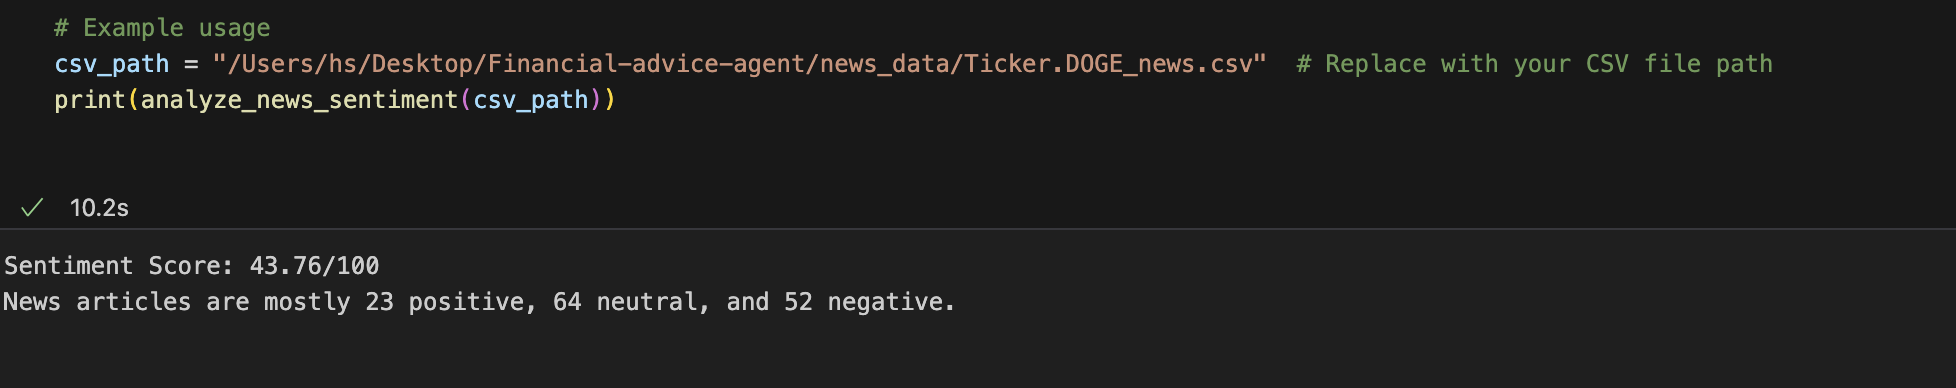 # Example usage
csv_path = "/Users/hs/Desktop/Financial-advice-agent/news_data/Ticker.DOGE_news.csv"  # Replace with your CSV file path
print(analyze_news_sentiment(csv_path))
10.2s
Sentiment Score: 43.76/100
News articles are mostly 23 positive, 64 neutral, and 52 negative.